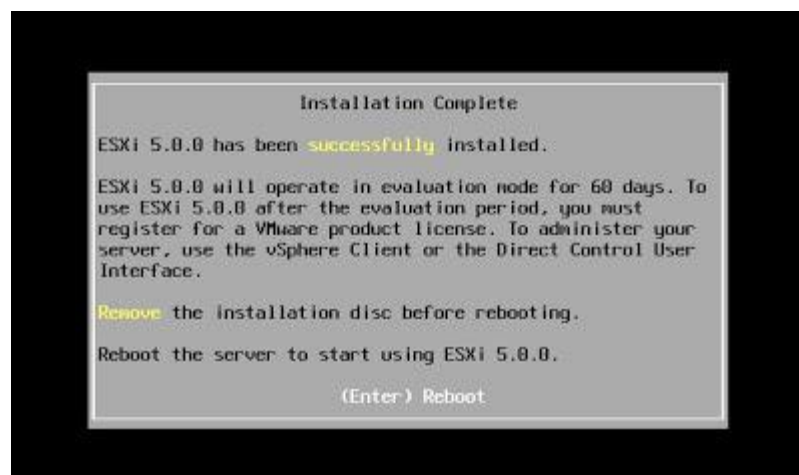 Installation Complete
ESXi 5.0.0 has been successfully installed.
ESXi 5.0.0 will operate in evaluation mode for 60 days. To
use ESXi 5.0.0 after the evaluation period, you must
register for a VMware product license. To administer your
server, use the vSphere Client or the Direct Control User
Interface.
Remove the installation disc before rebooting.
Reboot the server to start using ESXi 5.0.0.
(Enter) Reboot